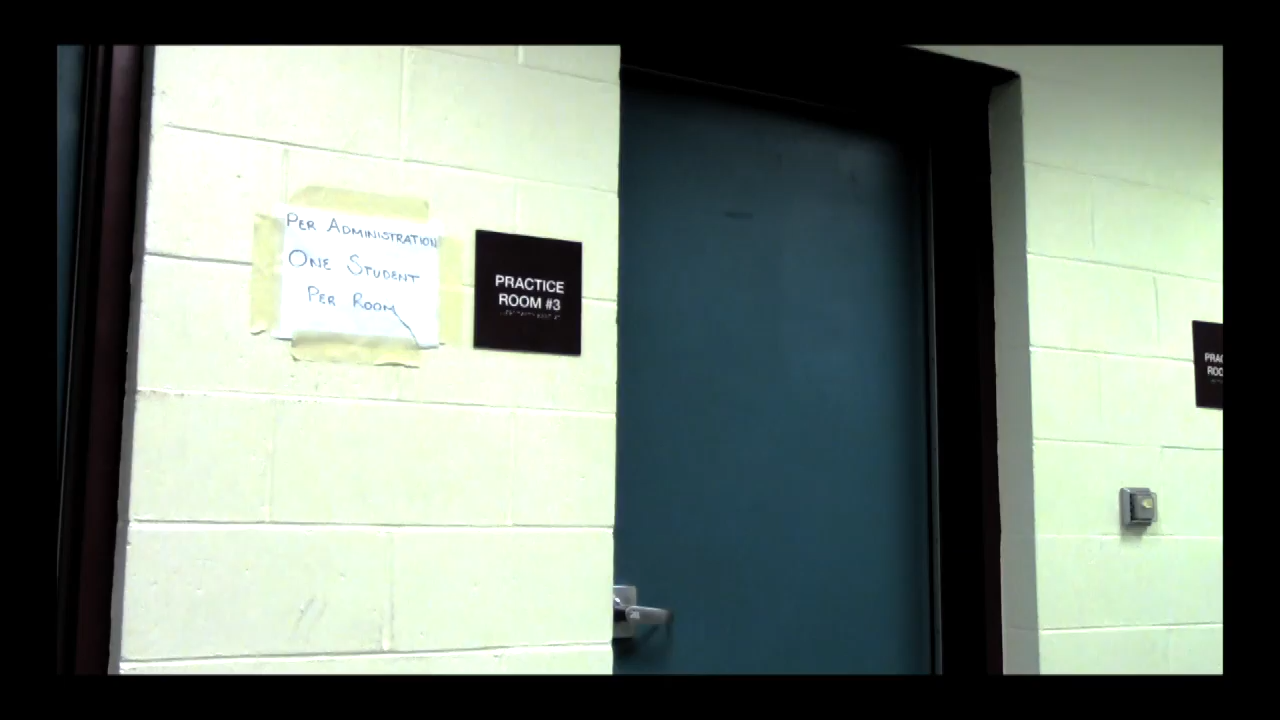 PER ADMINISTRATION
ONE STUDENT
PER ROOM
PRACTICE
ROOM #3